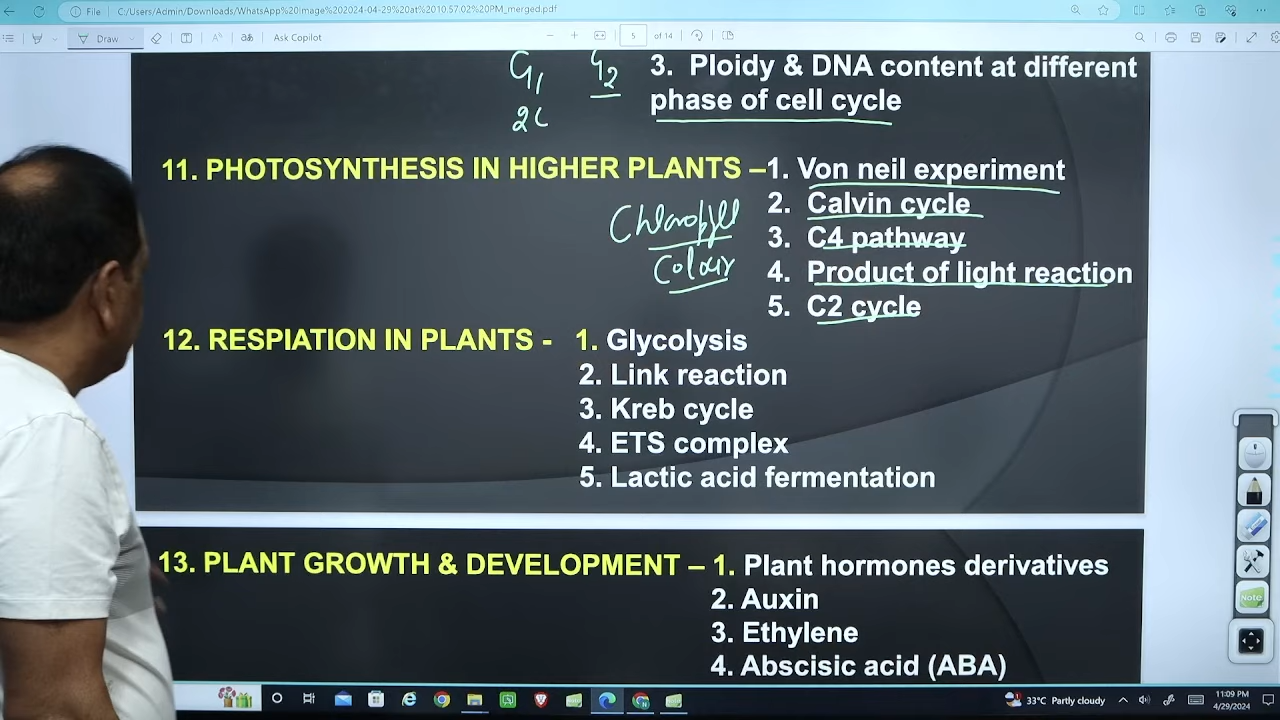 File
C:/Users/Admin/Downloads/WhatsApp%20image%202024-04-29%20at%2010.57.02%20PM_merged.pdf
Draw
Ask Copilot
5 of 14
G1 G2 3. Ploidy & DNA content at different
phase of cell cycle
2C
11. PHOTOSYNTHESIS IN HIGHER PLANTS –1. Von neil experiment
2. Calvin cycle
3. C4 pathway
Colour
4. Product of light reaction
5. C2 cycle
12. RESPIATION IN PLANTS - 1. Glycolysis
2. Link reaction
3. Kreb cycle
4. ETS complex
5. Lactic acid fermentation
13. PLANT GROWTH & DEVELOPMENT – 1. Plant hormones derivatives
2. Auxin
3. Ethylene
4. Abscisic acid (ABA)
Note
33°C Partly cloudy
11:09 PM
4/29/2024